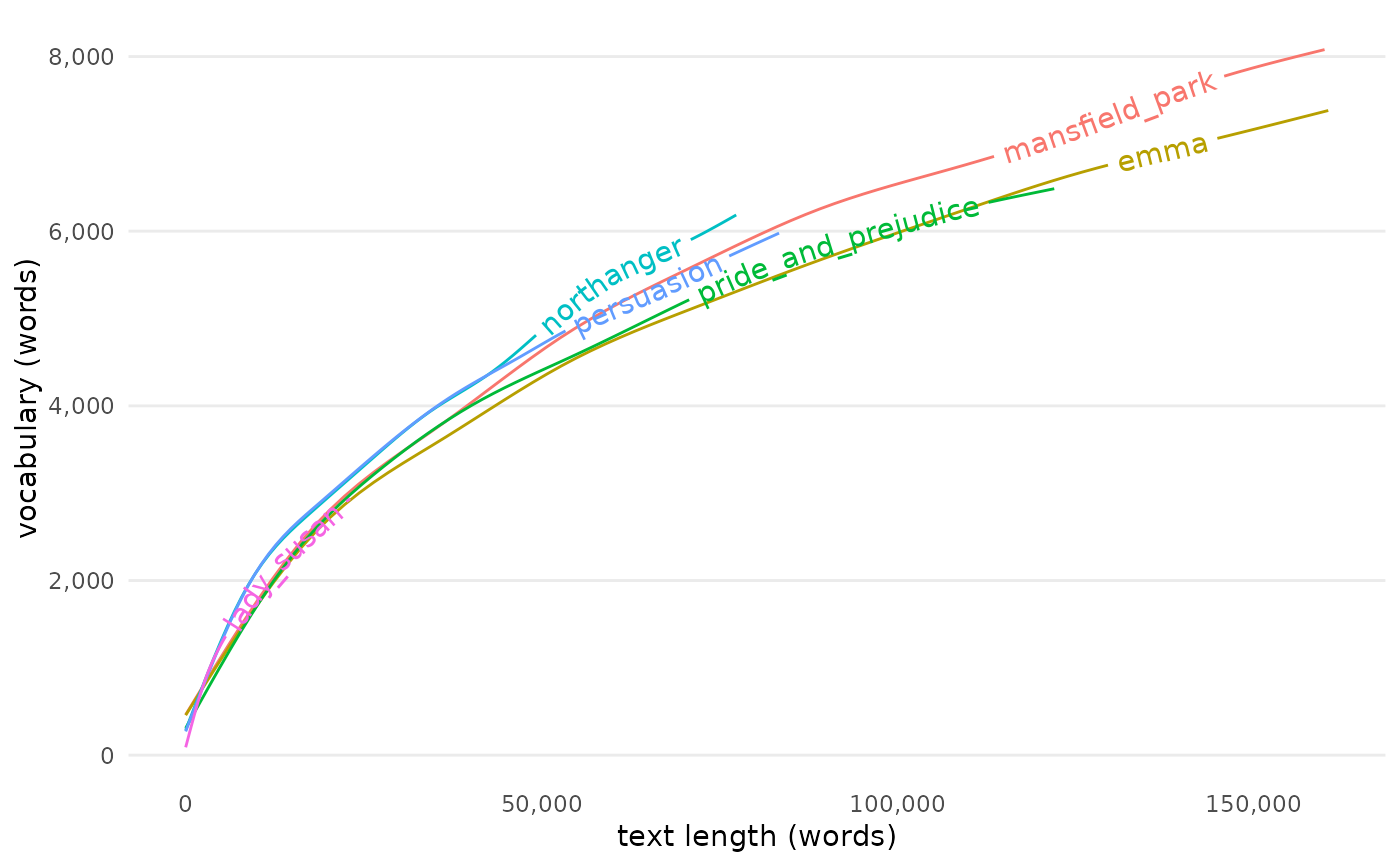 8,000
6,000
4,000
2,000
0
vocabulary (words)
mansfield_park
emma
northanger
persuasion
pride_and_prejudice
lady_susan
0
50,000
100,000
150,000
text length (words)